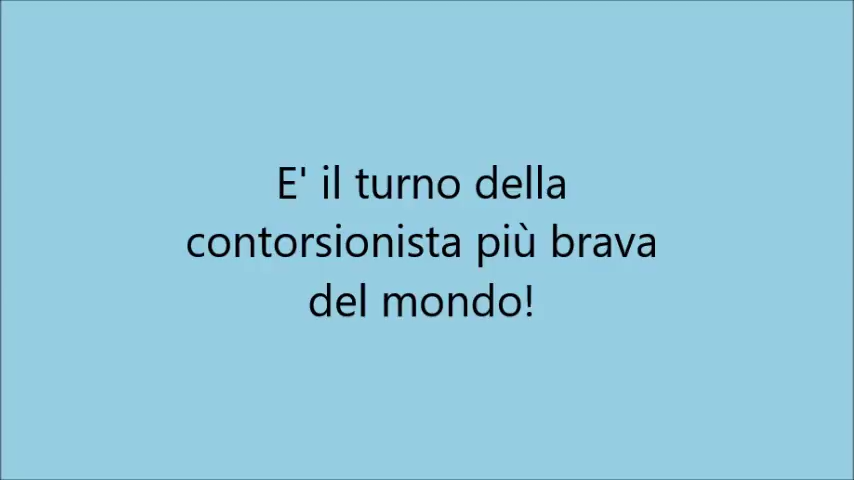 E' il turno della
contorsionista più brava
del mondo!